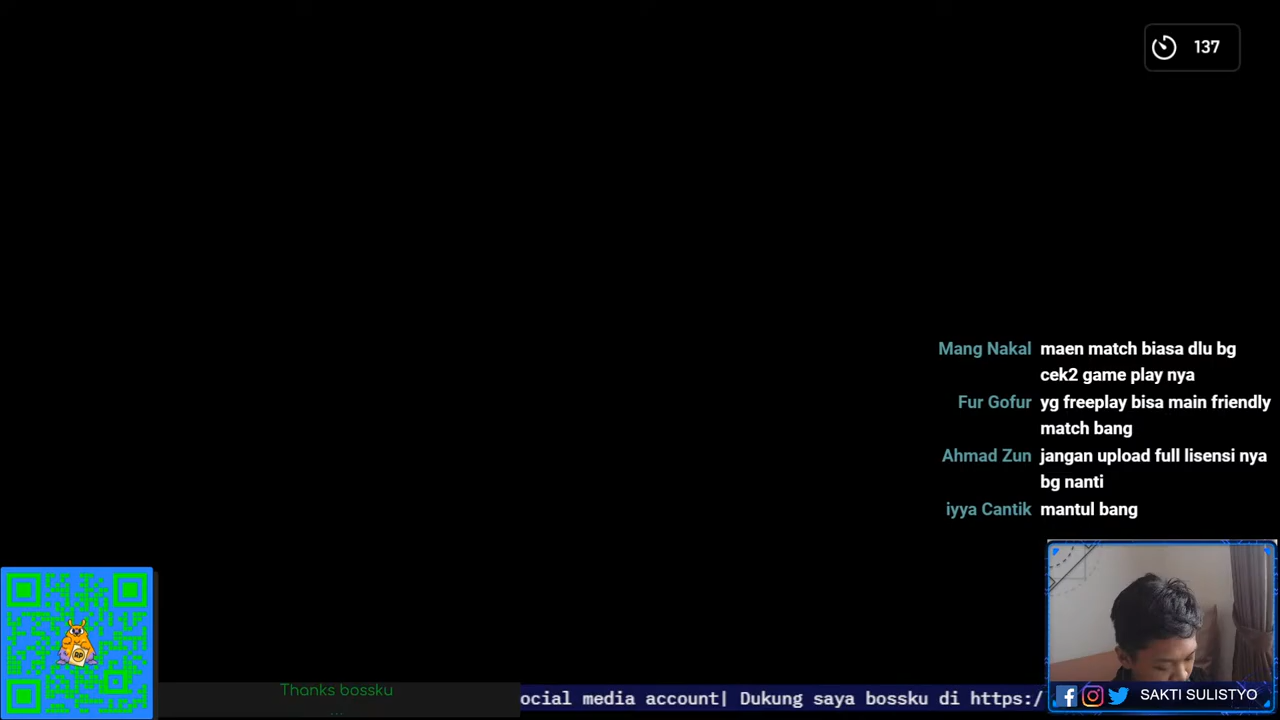 137
Mang Nakal maen match biasa dlu bg
cek2 game play nya
Fur Gofur yg freeplay bisa main friendly
match bang
Ahmad Zun jangan upload full lisensi nya
bg nanti
iyya Cantik mantul bang
RP
Thanks bossku
...
ocial media account| Dukung saya bossku di https:/
SAKTI SULISTYO